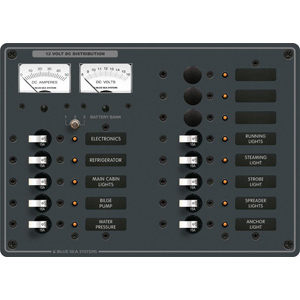 12 VOLT DC DISTRIBUTION
DC AMPERES
DC VOLTS
BATTERY BANK
ELECTRONICS
REFRIGERATOR
MAIN CABIN
LIGHTS
BILGE
PUMP
WATER
PRESSURE
RUNNING
LIGHTS
STEAMING
LIGHT
STROBE
LIGHT
SPREADER
LIGHTS
ANCHOR
LIGHT
BLUE SEA SYSTEMS